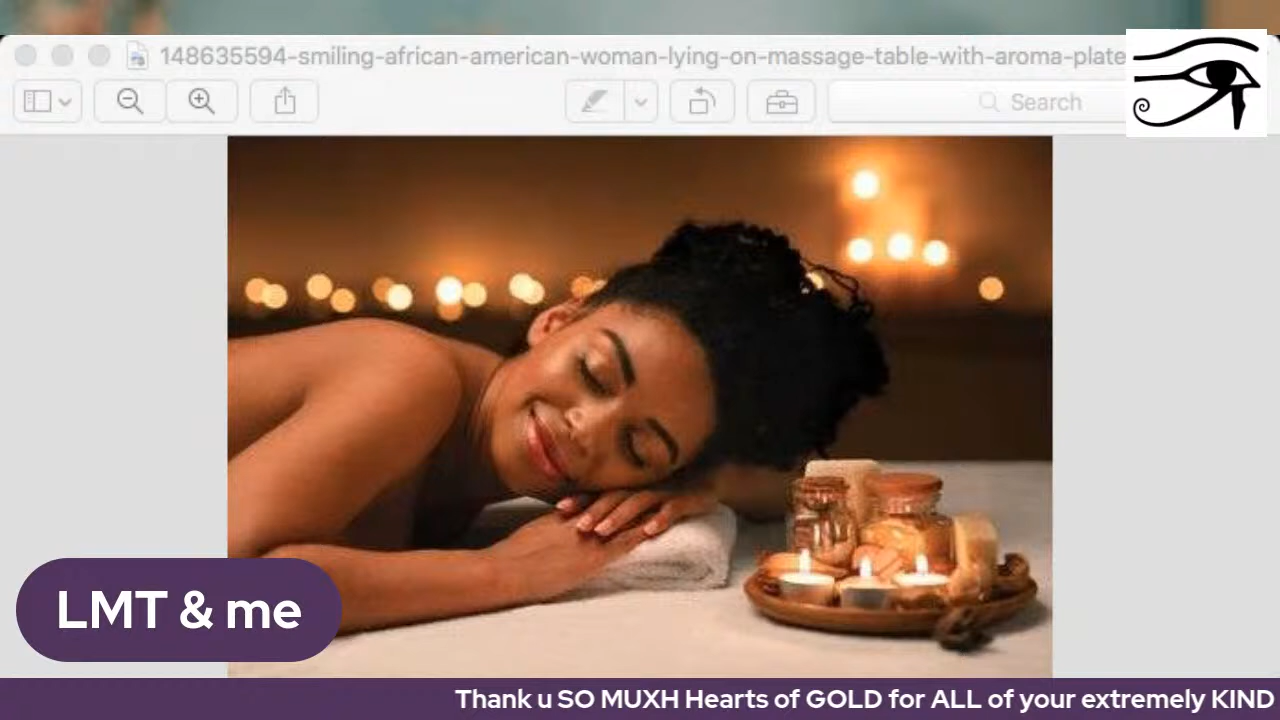 148635594-smiling-african-american-woman-lying-on-massage-table-with-aroma-plate
Search
LMT & me
Thank u SO MUXH Hearts of GOLD for ALL of your extremely KIND